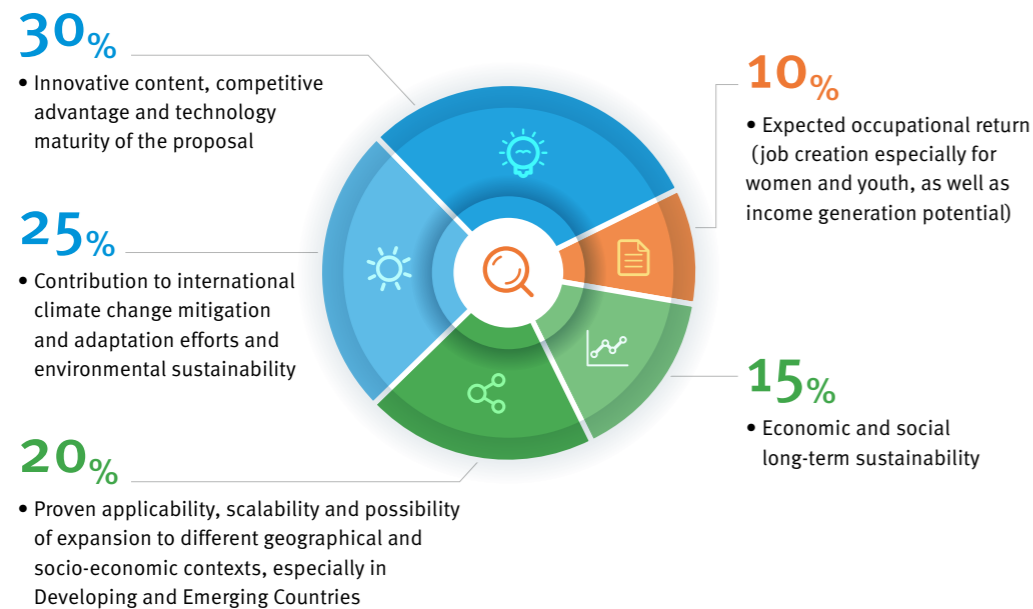 30%
• Innovative content, competitive
advantage and technology
maturity of the proposal
25%
• Contribution to international
climate change mitigation
and adaptation efforts and
environmental sustainability
20%
• Proven applicability, scalability and possibility
of expansion to different geographical and
socio-economic contexts, especially in
Developing and Emerging Countries
10%
• Expected occupational return
(job creation especially for
women and youth, as well as
income generation potential)
15%
• Economic and social
long-term sustainability